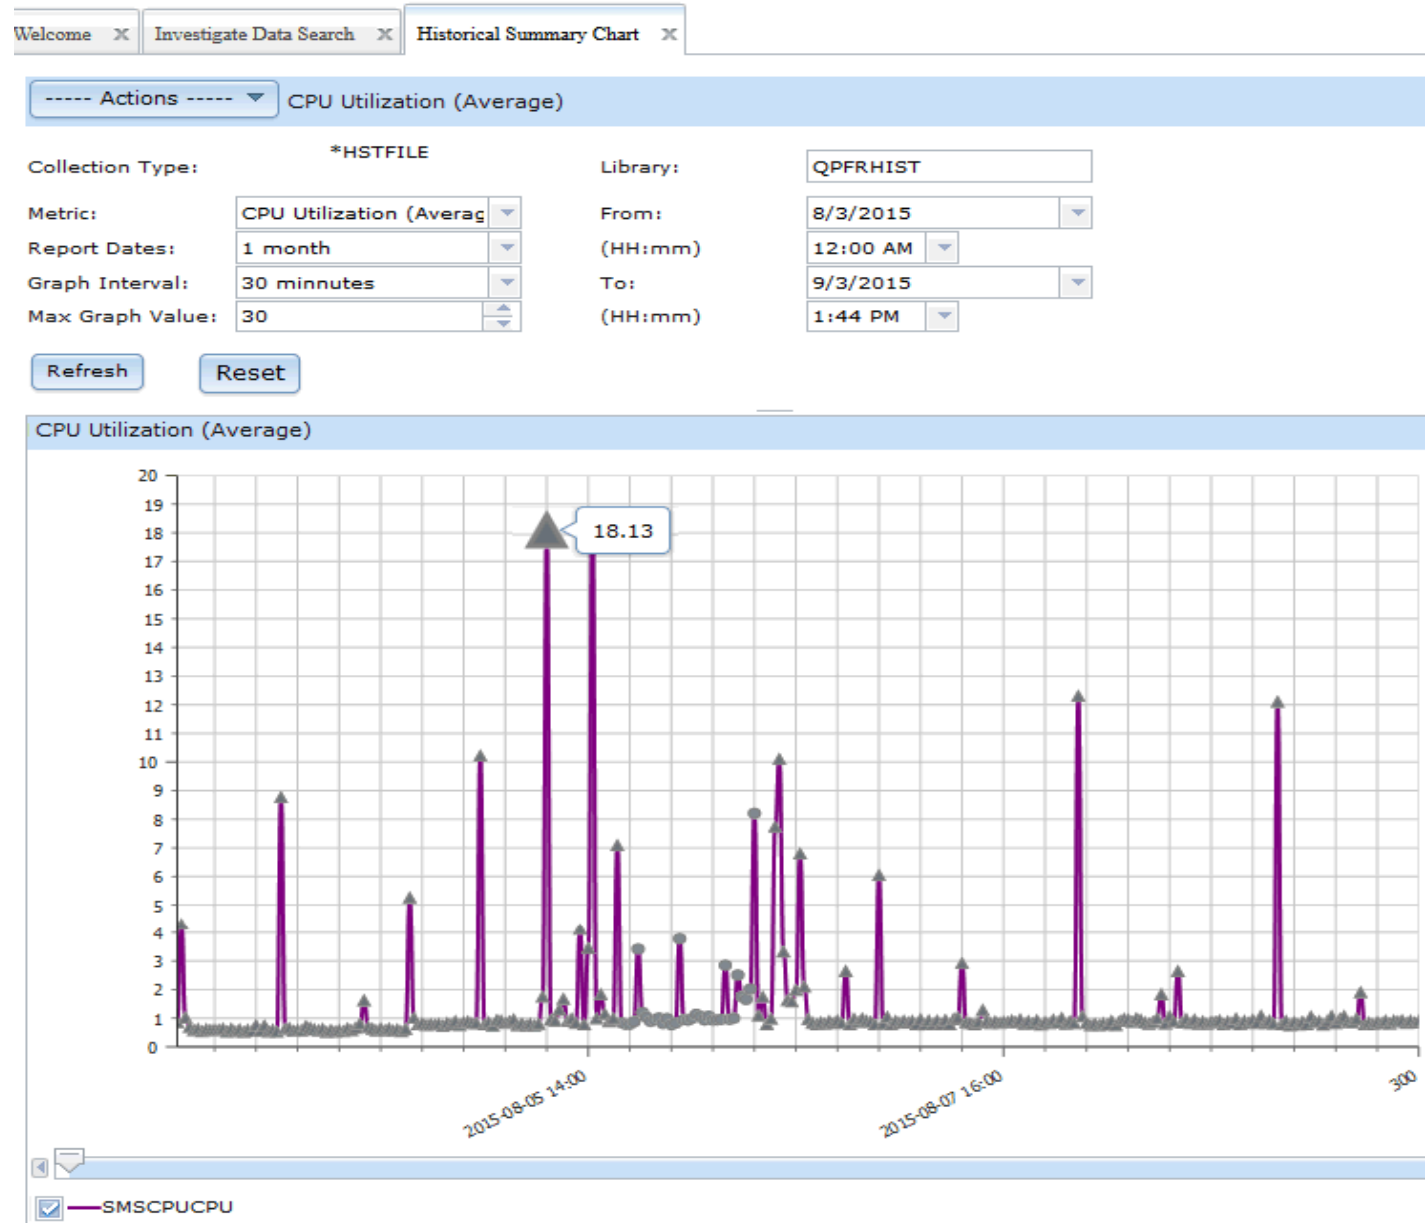 Welcome x Investigate Data Search x Historical Summary Chart x
----- Actions ----- CPU Utilization (Average)
Collection Type: *HSTFILE Library: QPFRHIST
Metric: CPU Utilization (Averag From: 8/3/2015
Report Dates: 1 month (HH:mm) 12:00 AM
Graph Interval: 30 minnutes To: 9/3/2015
Max Graph Value: 30 (HH:mm) 1:44 PM
Refresh Reset
CPU Utilization (Average)
20
19
18
17
16
15
14
13
12
11
10
9
8
7
6
5
4
3
2
1
0
18.13
2015-08-05 14:00 2015-08-07 16:00 300
SMSCPUCPU